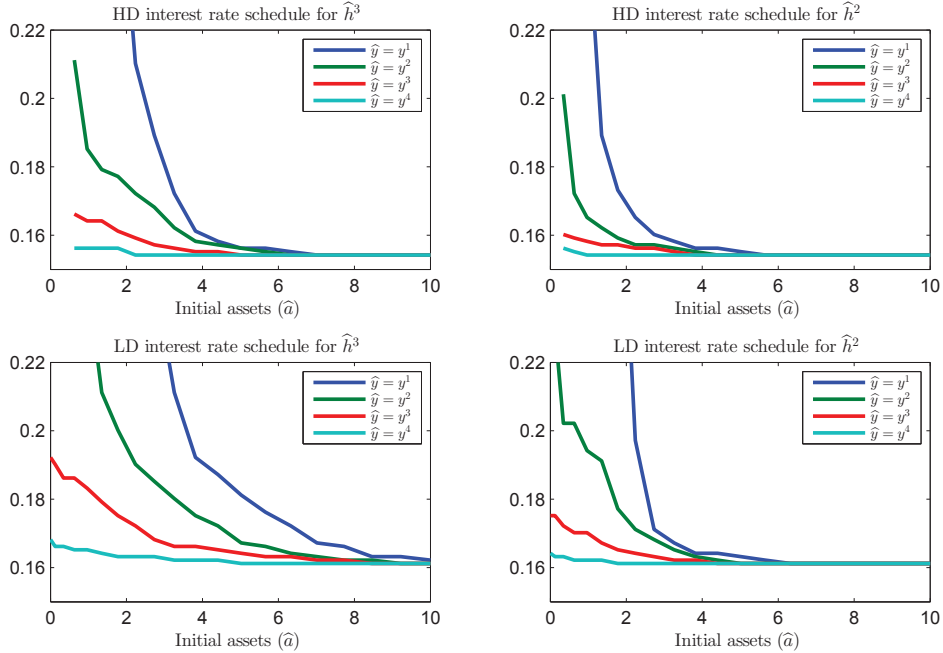 HD interest rate schedule for ĥ³
0.22
0.2
0.18
0.16
0 2 4 6 8 10
Initial assets (â)
ŷ = y¹
ŷ = y²
ŷ = y³
ŷ = y⁴
HD interest rate schedule for ĥ²
0.22
0.2
0.18
0.16
0 2 4 6 8 10
Initial assets (â)
ŷ = y¹
ŷ = y²
ŷ = y³
ŷ = y⁴
LD interest rate schedule for ĥ³
0.22
0.2
0.18
0.16
0 2 4 6 8 10
Initial assets (â)
ŷ = y¹
ŷ = y²
ŷ = y³
ŷ = y⁴
LD interest rate schedule for ĥ²
0.22
0.2
0.18
0.16
0 2 4 6 8 10
Initial assets (â)
ŷ = y¹
ŷ = y²
ŷ = y³
ŷ = y⁴